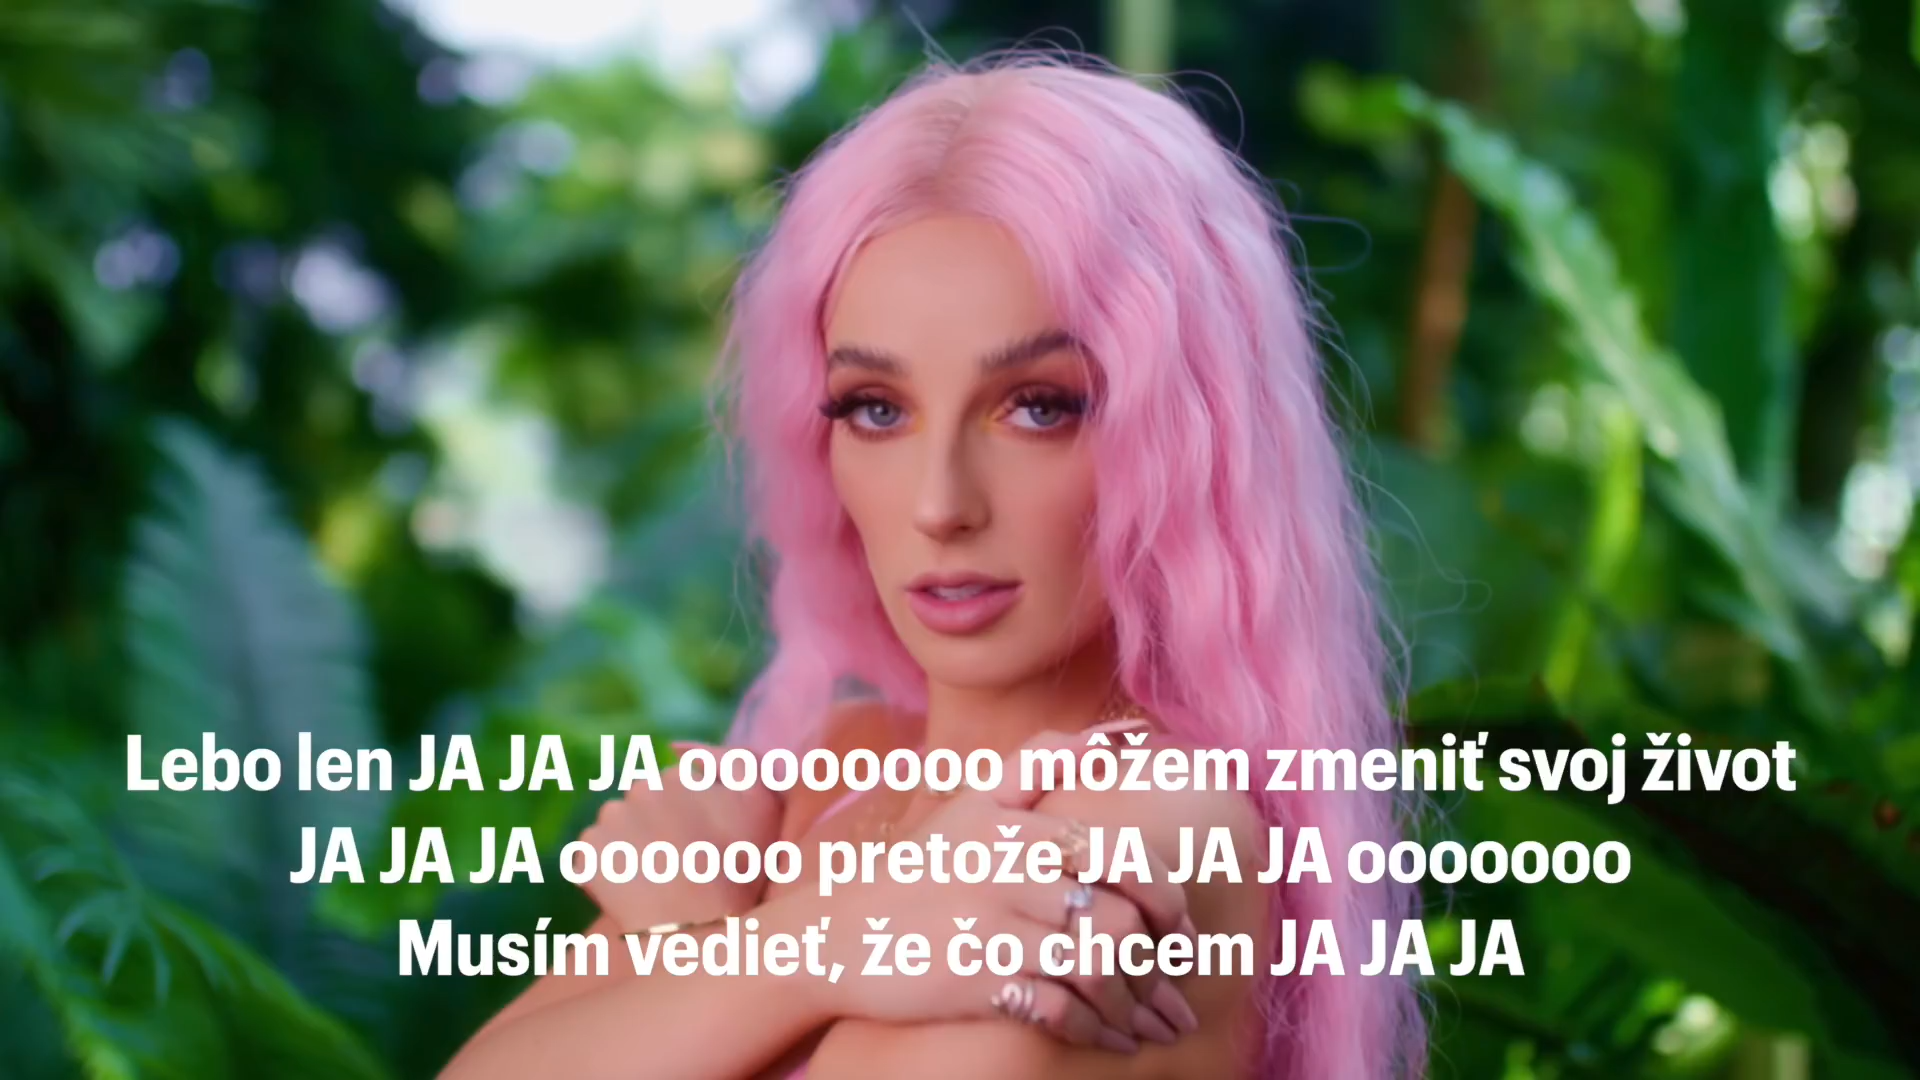 Lebo len JA JA JA oooooooo môžem zmeniť svoj život
JA JA JA oooooo pretože JA JA JA ooooooo
Musím vedieť, že čo chcem JA JA JA